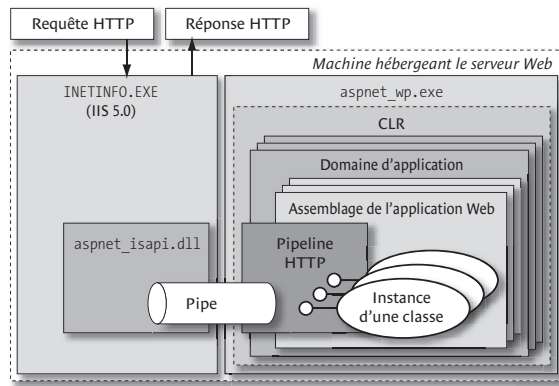 Requête HTTP
Réponse HTTP
Machine hébergeant le serveur Web
INETINFO.EXE
(IIS 5.0)
aspnet_wp.exe
CLR
Domaine d'application
Assemblage de l'application Web
aspnet_isapi.dll
Pipeline
HTTP
Pipe
Instance
d'une classe